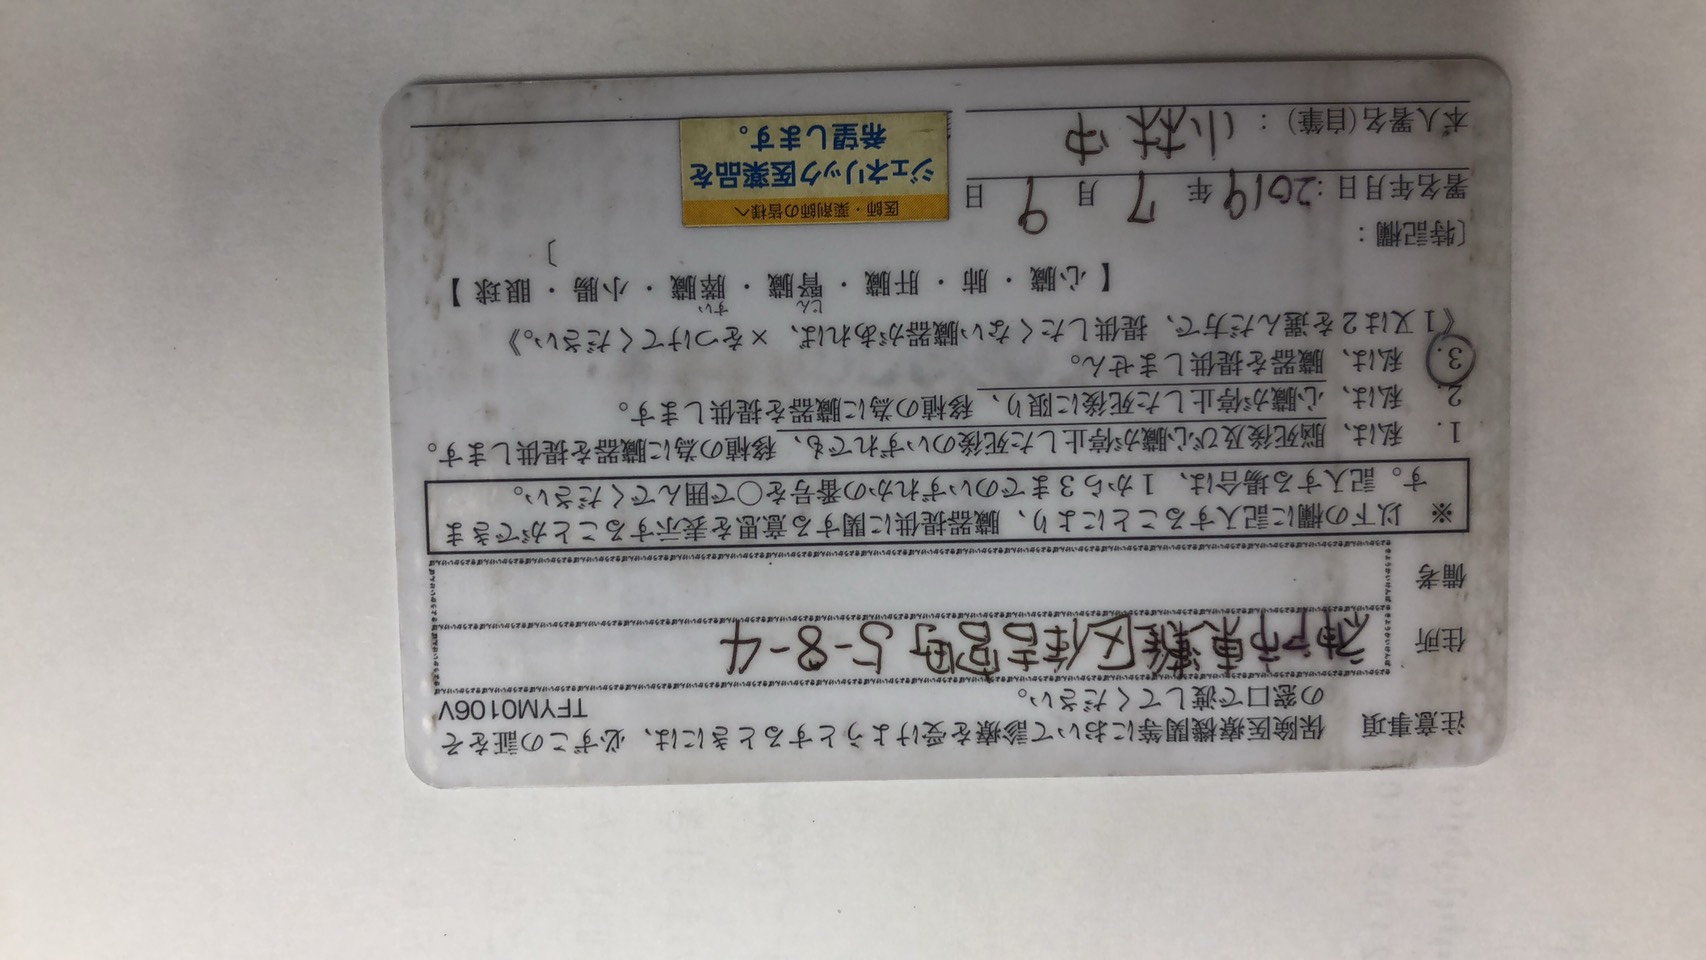 注意事項 保険医療機関等において診療を受けようとするときには、必ずこの証をそ
の窓口で渡してください。 TFYM0106V
住所 神戸市東灘区住吉宮町5-8-4
備考
※ 以下の欄に記入することにより、臓器提供に関する意思を表示することができま
す。記入する場合は、1から3までのいずれかの番号を○で囲んでください。
1. 私は、脳死後及び心臓が停止した死後のいずれでも、移植の為に臓器を提供します。
2. 私は、心臓が停止した死後に限り、移植の為に臓器を提供します。
3. 私は、臓器を提供しません。
《1又は2を選んだ方で、提供したくない臓器があれば、×をつけてください。》
じん すい
【 心臓 ・ 肺 ・ 肝臓 ・ 腎臓 ・ 膵臓 ・ 小腸 ・ 眼球 】
〔特記欄: 〕
署名年月日:2019年 7月 9日
本人署名(自筆): 小林 中
医師・薬剤師の皆様へ
ジェネリック医薬品を
希望します。